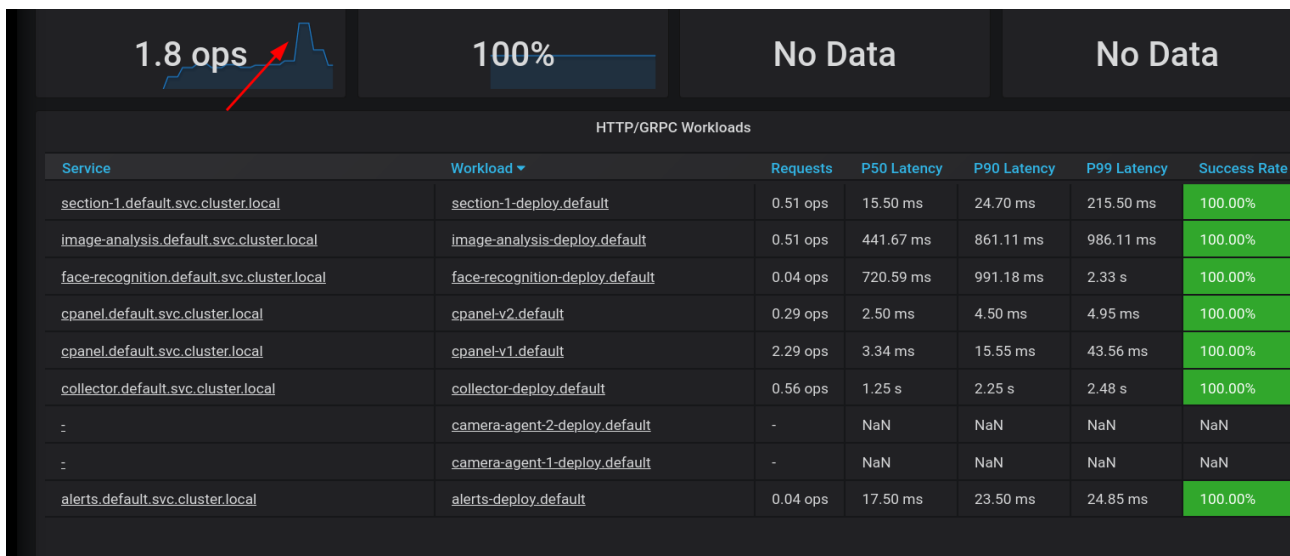 1.8 ops 100% No Data No Data
HTTP/GRPC Workloads
Service Workload Requests P50 Latency P90 Latency P99 Latency Success Rate
section-1.default.svc.cluster.local section-1-deploy.default 0.51 ops 15.50 ms 24.70 ms 215.50 ms 100.00%
image-analysis.default.svc.cluster.local image-analysis-deploy.default 0.51 ops 441.67 ms 861.11 ms 986.11 ms 100.00%
face-recognition.default.svc.cluster.local face-recognition-deploy.default 0.04 ops 720.59 ms 991.18 ms 2.33 s 100.00%
cpanel.default.svc.cluster.local cpanel-v2.default 0.29 ops 2.50 ms 4.50 ms 4.95 ms 100.00%
cpanel.default.svc.cluster.local cpanel-v1.default 2.29 ops 3.34 ms 15.55 ms 43.56 ms 100.00%
collector.default.svc.cluster.local collector-deploy.default 0.56 ops 1.25 s 2.25 s 2.48 s 100.00%
- camera-agent-2-deploy.default - NaN NaN NaN NaN
- camera-agent-1-deploy.default - NaN NaN NaN NaN
alerts.default.svc.cluster.local alerts-deploy.default 0.04 ops 17.50 ms 23.50 ms 24.85 ms 100.00%